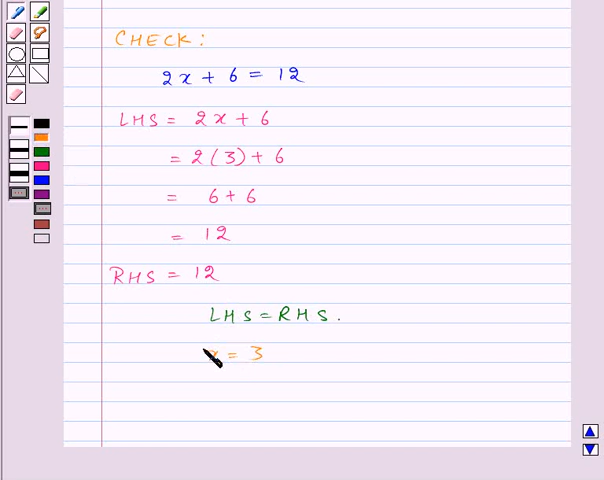 CHECK:
2x + 6 = 12
LHS = 2x + 6
= 2(3) + 6
= 6 + 6
= 12
RHS = 12
LHS = RHS.
x = 3